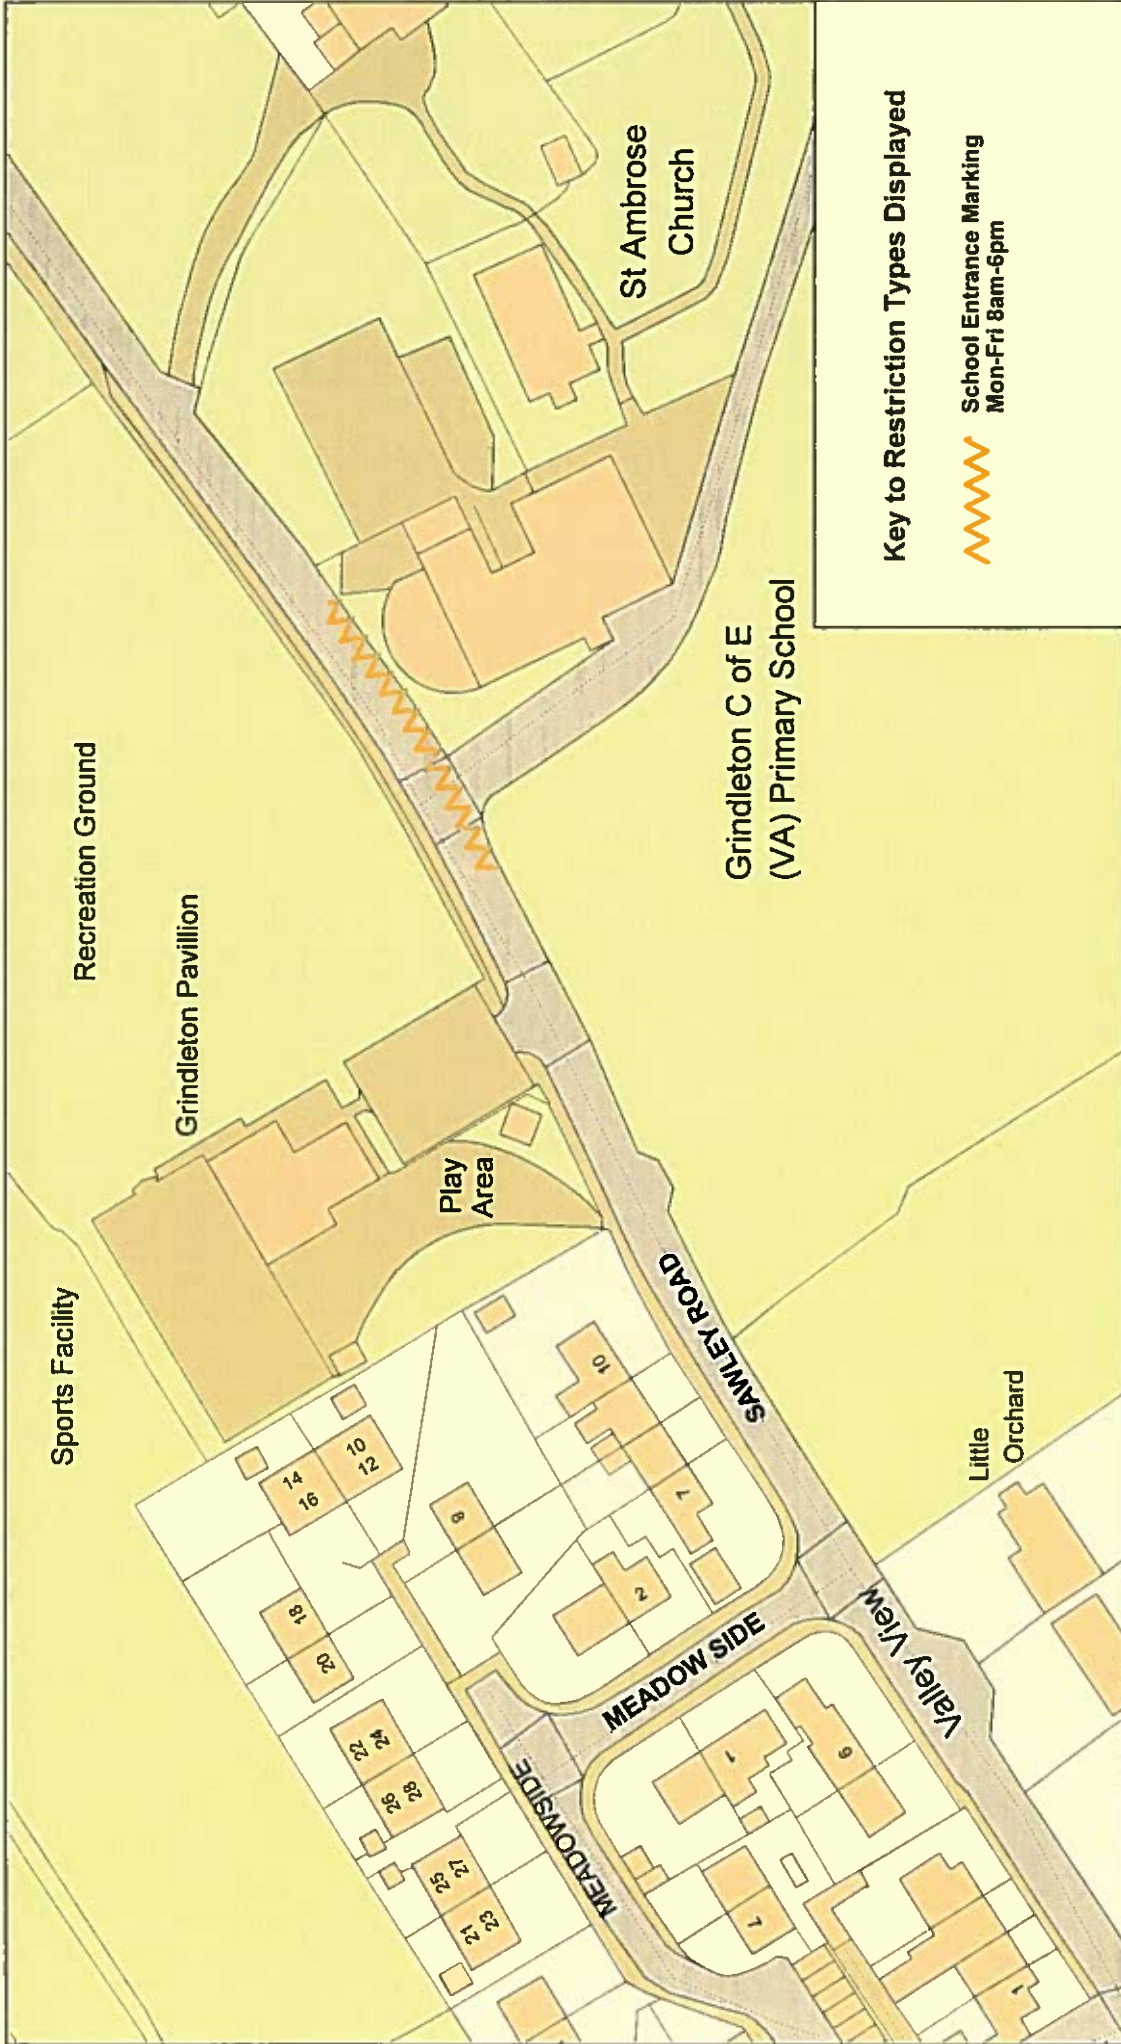 Sports Facility
Recreation Ground
Grindleton Pavillion
Play
Area
St Ambrose
Church
Grindleton C of E
(VA) Primary School
SAWLEY ROAD
MEADOW SIDE
MEADOWSIDE
Valley View
Little
Orchard
10
7
10
12
14
16
8
2
18
20
22
24
26
28
25
27
21
23
1
6
7
1
Key to Restriction Types Displayed
School Entrance Marking
Mon-Fri 8am-6pm